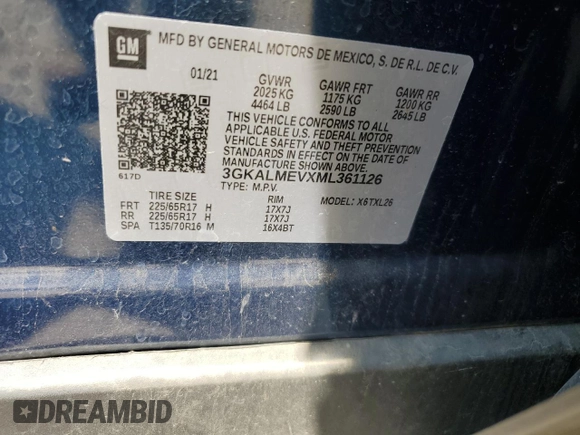 GM
MFD BY GENERAL MOTORS DE MEXICO, S. DE R.L. DE C.V.
01/21 GVWR GAWR FRT GAWR RR
2025 KG 1175 KG 1200 KG
4464 LB 2590 LB 2645 LB
THIS VEHICLE CONFORMS TO ALL
APPLICABLE U.S. FEDERAL MOTOR
VEHICLE SAFETY AND THEFT
PREVENTION STANDARDS
IN EFFECT ON THE DATE OF
MANUFACTURE SHOWN ABOVE.
617D 3GKALMEVXML361126
TYPE: M.P.V.
TIRE SIZE RIM MODEL: X6TXL26
FRT 225/65R17 H 17X7J
RR 225/65R17 H 17X7J
SPA T135/70R16 M 16X4BT
DREAMBID